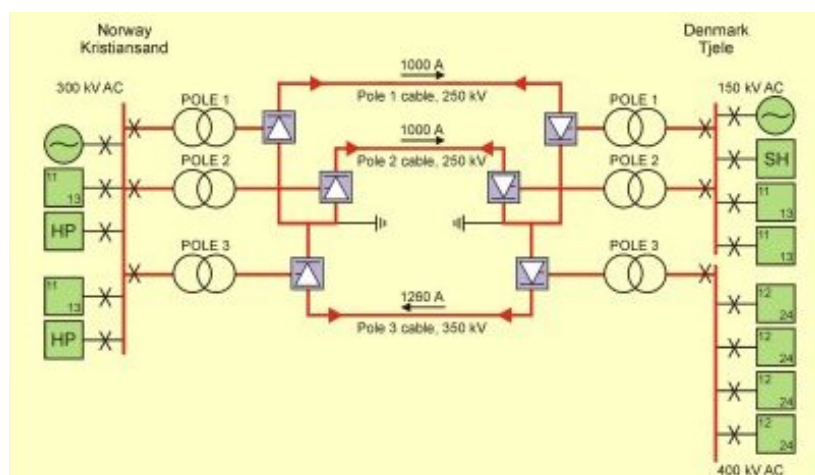 Norway
Kristiansand
Denmark
Tjele
300 kV AC
150 kV AC
1000 A
Pole 1 cable, 250 kV
POLE 1
POLE 1
1000 A
Pole 2 cable, 250 kV
POLE 2
POLE 2
SH
11
13
11
13
HP
11
13
POLE 3
POLE 3
11
13
1260 A
Pole 3 cable, 350 kV
HP
12
24
12
24
12
24
12
24
400 kV AC